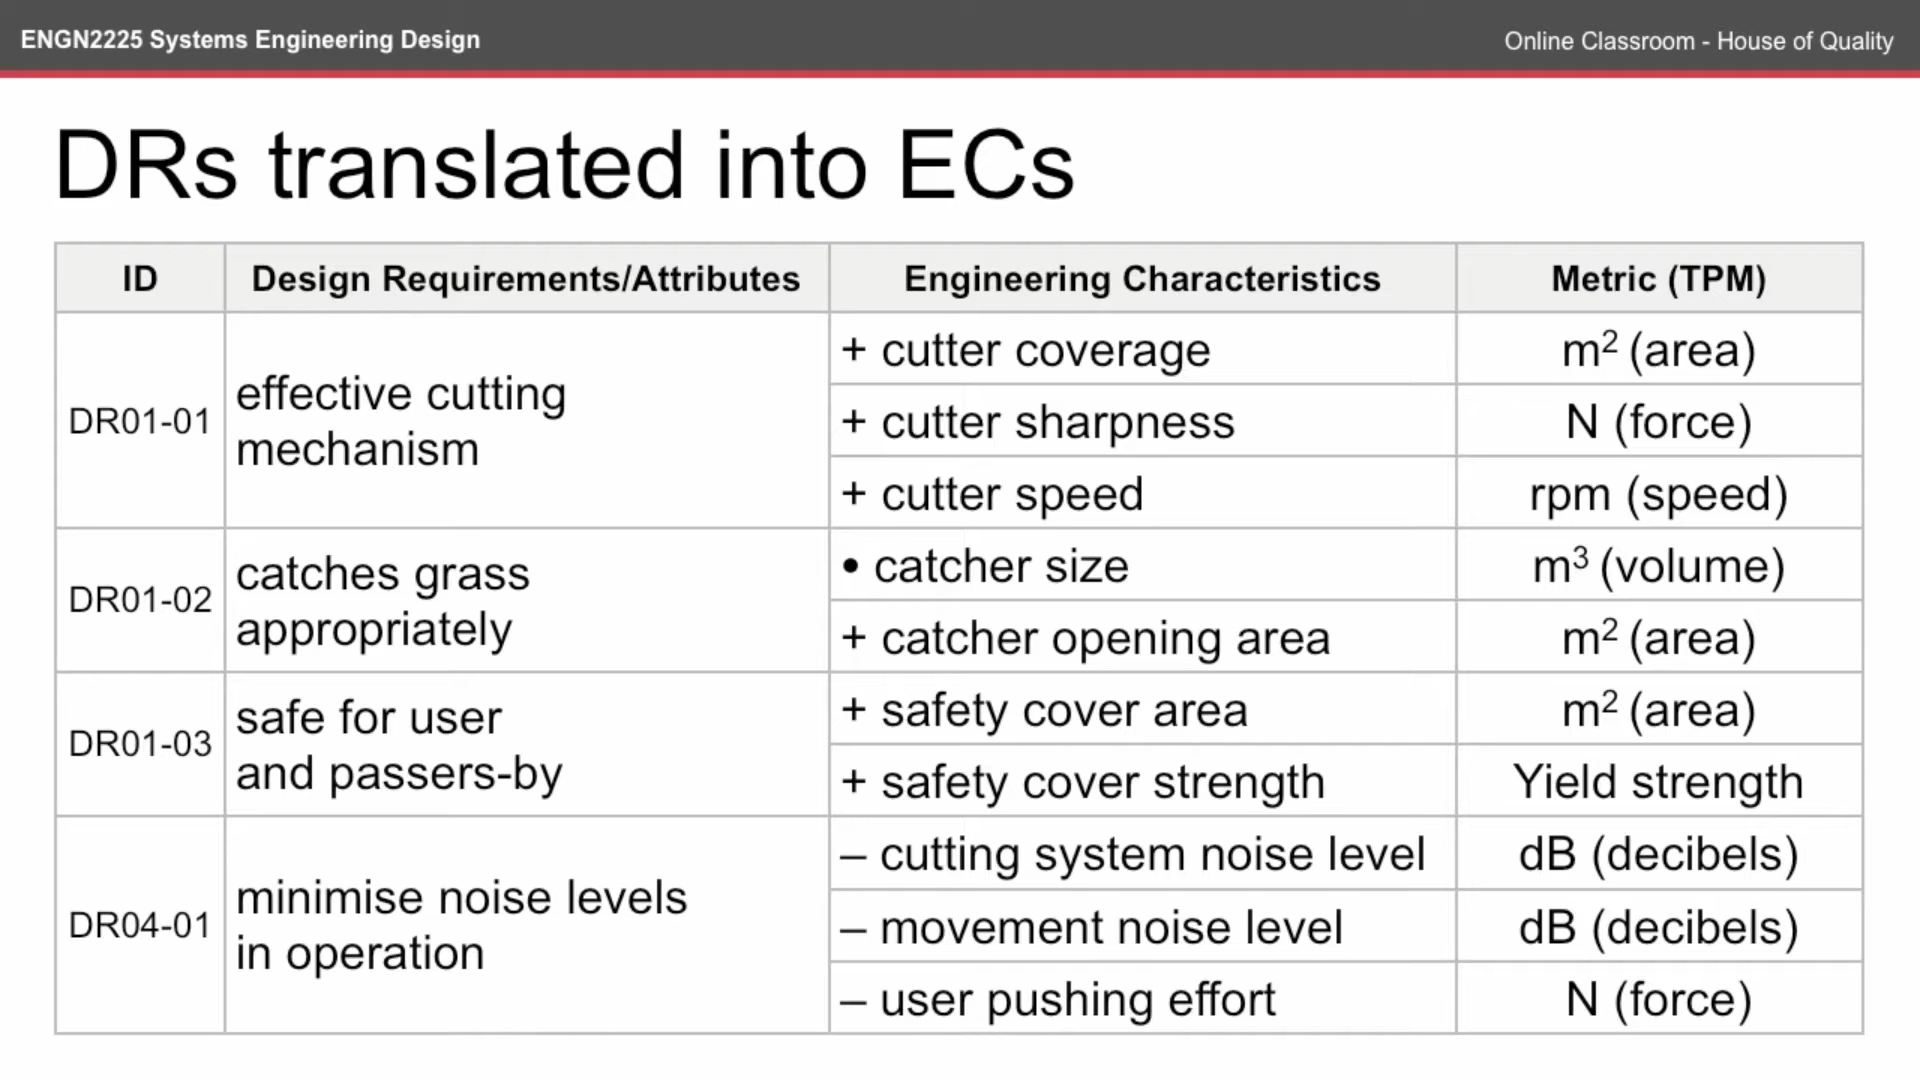 ENGN2225 Systems Engineering Design
Online Classroom - House of Quality
DRs translated into ECs
ID
Design Requirements/Attributes
Engineering Characteristics
Metric (TPM)
DR01-01
effective cutting
mechanism
+ cutter coverage
m² (area)
+ cutter sharpness
N (force)
+ cutter speed
rpm (speed)
DR01-02
catches grass
appropriately
• catcher size
m³ (volume)
+ catcher opening area
m² (area)
DR01-03
safe for user
and passers-by
+ safety cover area
m² (area)
+ safety cover strength
Yield strength
DR04-01
minimise noise levels
in operation
– cutting system noise level
dB (decibels)
– movement noise level
dB (decibels)
– user pushing effort
N (force)